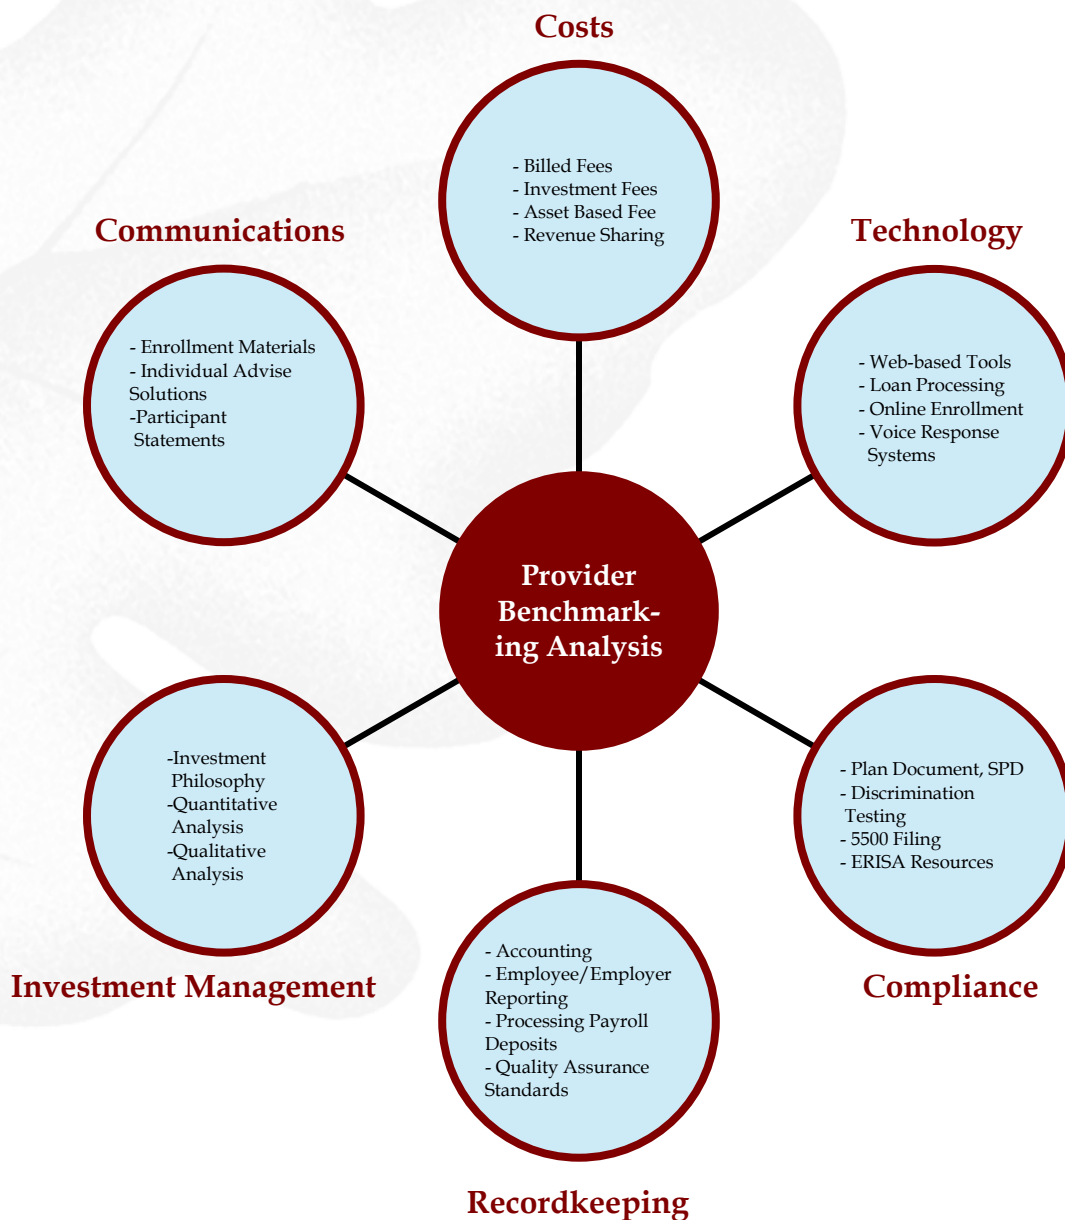 Costs
- Billed Fees
- Investment Fees
- Asset Based Fee
- Revenue Sharing
Communications
- Enrollment Materials
- Individual Advise
Solutions
-Participant
Statements
Technology
- Web-based Tools
- Loan Processing
- Online Enrollment
- Voice Response
Systems
Provider
Benchmark-
ing Analysis
-Investment
Philosophy
-Quantitative
Analysis
-Qualitative
Analysis
Investment Management
- Plan Document, SPD
- Discrimination
Testing
- 5500 Filing
- ERISA Resources
Compliance
- Accounting
- Employee/Employer
Reporting
- Processing Payroll
Deposits
- Quality Assurance
Standards
Recordkeeping